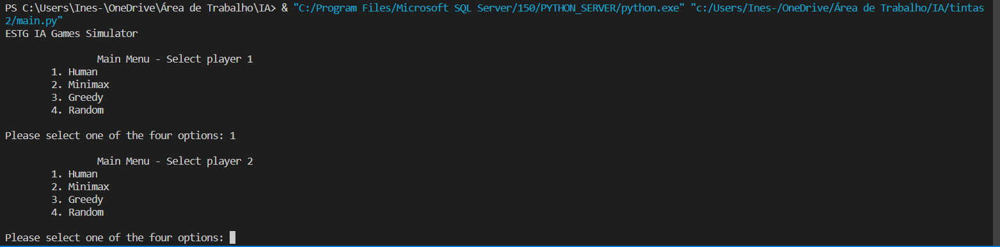 PS C:\Users\Ines-\OneDrive\Área de Trabalho\IA> & "C:/Program Files/Microsoft SQL Server/150/PYTHON_SERVER/python.exe" "c:/Users/Ines-/OneDrive/Área de Trabalho/IA/tintas
2/main.py"
ESTG IA Games Simulator
Main Menu - Select player 1
1. Human
2. Minimax
3. Greedy
4. Random
Please select one of the four options: 1
Main Menu - Select player 2
1. Human
2. Minimax
3. Greedy
4. Random
Please select one of the four options: